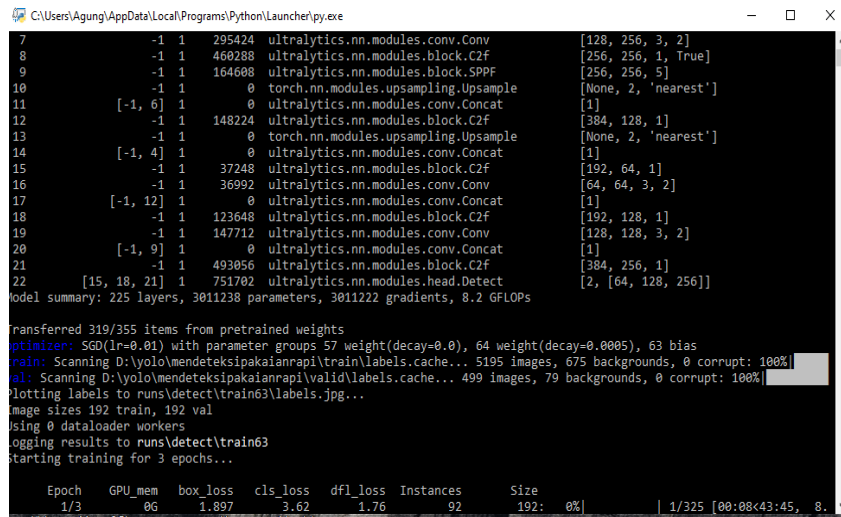 C:\Users\Agung\AppData\Local\Programs\Python\Launcher\py.exe
7 -1 1 295424 ultralytics.nn.modules.conv.Conv [128, 256, 3, 2]
8 -1 1 460288 ultralytics.nn.modules.block.C2f [256, 256, 1, True]
9 -1 1 164608 ultralytics.nn.modules.block.SPPF [256, 256, 5]
10 -1 1 0 torch.nn.modules.upsampling.Upsample [None, 2, 'nearest']
11 [-1, 6] 1 0 ultralytics.nn.modules.conv.Concat [1]
12 -1 1 148224 ultralytics.nn.modules.block.C2f [384, 128, 1]
13 -1 1 0 torch.nn.modules.upsampling.Upsample [None, 2, 'nearest']
14 [-1, 4] 1 0 ultralytics.nn.modules.conv.Concat [1]
15 -1 1 37248 ultralytics.nn.modules.block.C2f [192, 64, 1]
16 -1 1 36992 ultralytics.nn.modules.conv.Conv [64, 64, 3, 2]
17 [-1, 12] 1 0 ultralytics.nn.modules.conv.Concat [1]
18 -1 1 123648 ultralytics.nn.modules.block.C2f [192, 128, 1]
19 -1 1 147712 ultralytics.nn.modules.conv.Conv [128, 128, 3, 2]
20 [-1, 9] 1 0 ultralytics.nn.modules.conv.Concat [1]
21 -1 1 493056 ultralytics.nn.modules.block.C2f [384, 256, 1]
22 [15, 18, 21] 1 751702 ultralytics.nn.modules.head.Detect [2, [64, 128, 256]]
Model summary: 225 layers, 3011238 parameters, 3011222 gradients, 8.2 GFLOPs
Transferred 319/355 items from pretrained weights
optimizer: SGD(lr=0.01) with parameter groups 57 weight(decay=0.0), 64 weight(decay=0.0005), 63 bias
train: Scanning D:\yolo\mendeteksipakaianrapi\train\labels.cache... 5195 images, 675 backgrounds, 0 corrupt: 100%|
val: Scanning D:\yolo\mendeteksipakaianrapi\valid\labels.cache... 499 images, 79 backgrounds, 0 corrupt: 100%|
Plotting labels to runs\detect\train63\labels.jpg...
Image sizes 192 train, 192 val
Using 0 dataloader workers
Logging results to runs\detect\train63
Starting training for 3 epochs...
Epoch GPU_mem box_loss cls_loss dfl_loss Instances Size
1/3 0G 1.897 3.62 1.76 92 192: 0%| | 1/325 [00:08<43:45, 8.